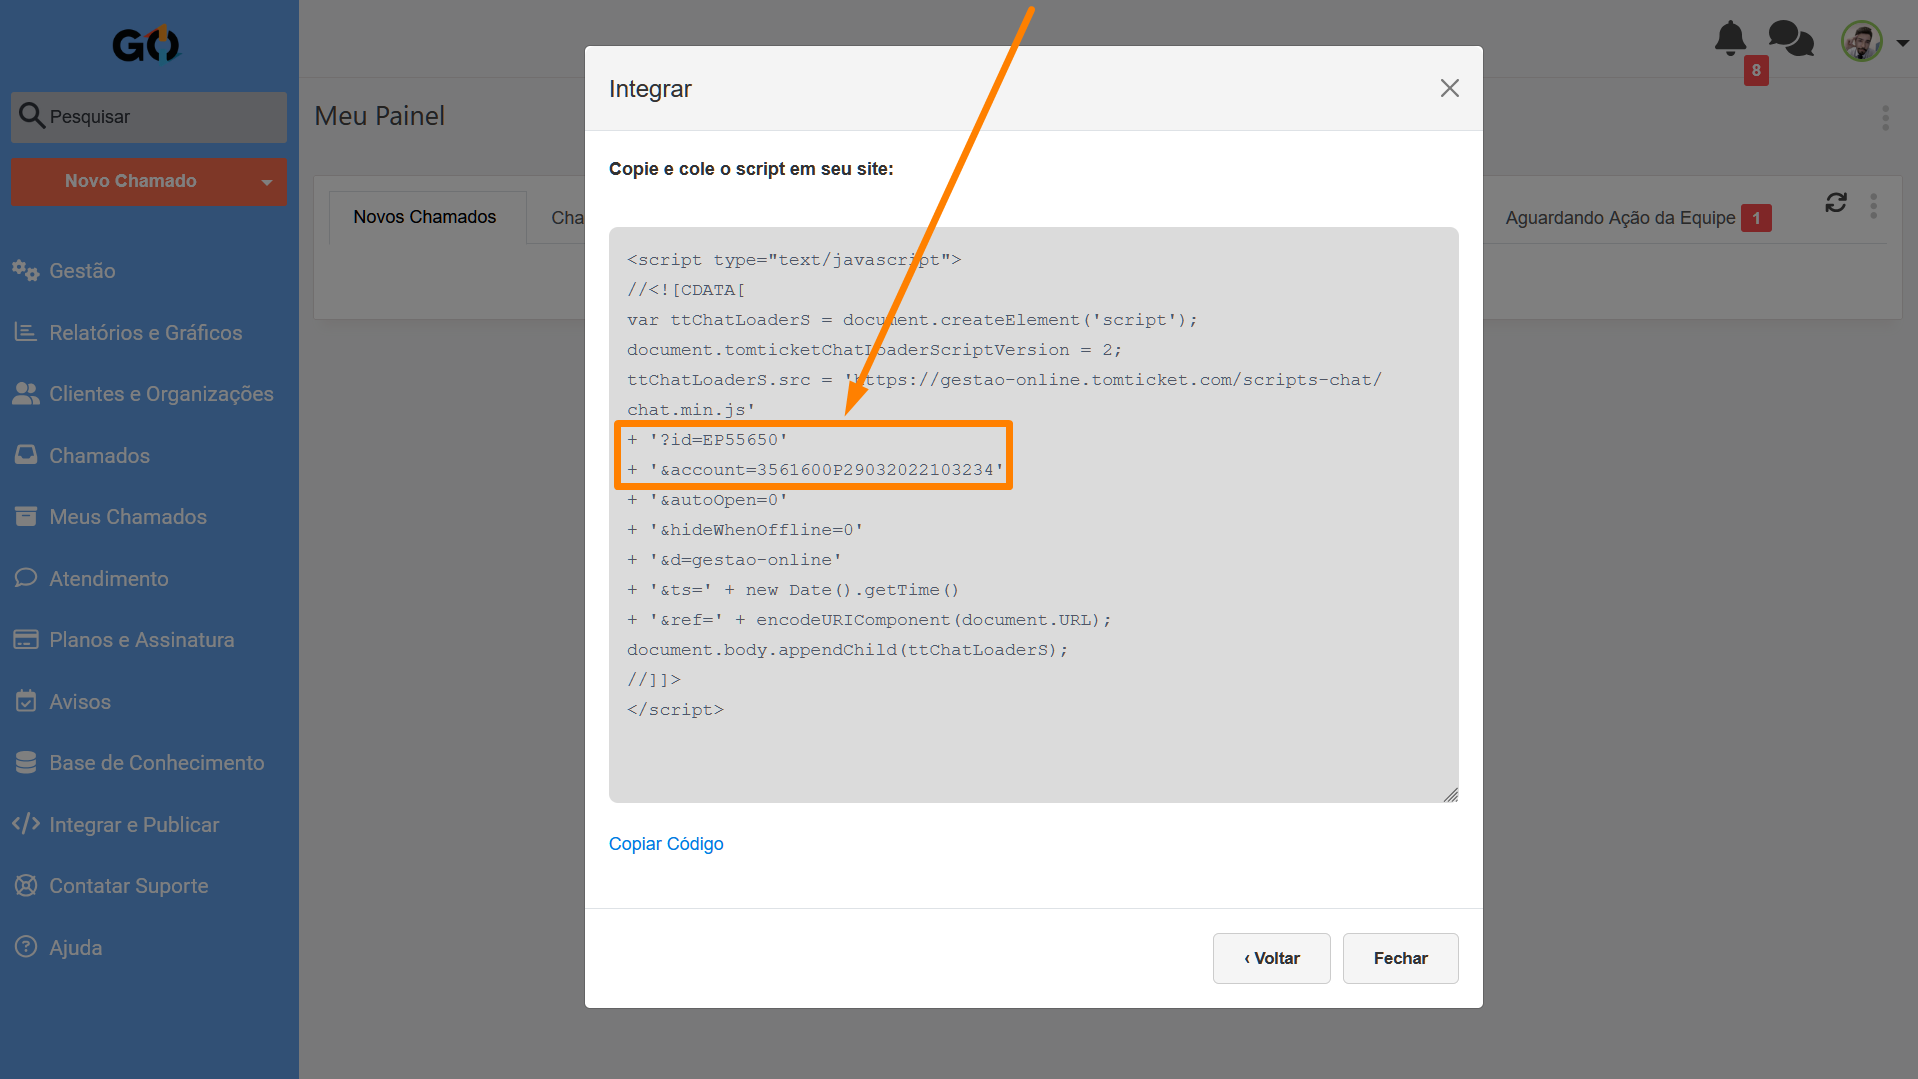 GO
Pesquisar
Novo Chamado
Gestão
Relatórios e Gráficos
Clientes e Organizações
Chamados
Meus Chamados
Atendimento
Planos e Assinatura
Avisos
Base de Conhecimento
Integrar e Publicar
Contatar Suporte
Ajuda
8
Meu Painel
Novos Chamados
Cha
Aguardando Ação da Equipe 1
Integrar
Copie e cole o script em seu site:
<script type="text/javascript">
//<![CDATA[
var ttChatLoaderS = document.createElement('script');
document.tomticketChatLoaderScriptVersion = 2;
ttChatLoaderS.src = 'https://gestao-online.tomticket.com/scripts-chat/
chat.min.js'
+ '?id=EP55650'
+ '&account=3561600P29032022103234'
+ '&autoOpen=0'
+ '&hideWhenOffline=0'
+ '&d=gestao-online'
+ '&ts=' + new Date().getTime()
+ '&ref=' + encodeURIComponent(document.URL);
document.body.appendChild(ttChatLoaderS);
//]]>
</script>
Copiar Código
‹ Voltar
Fechar